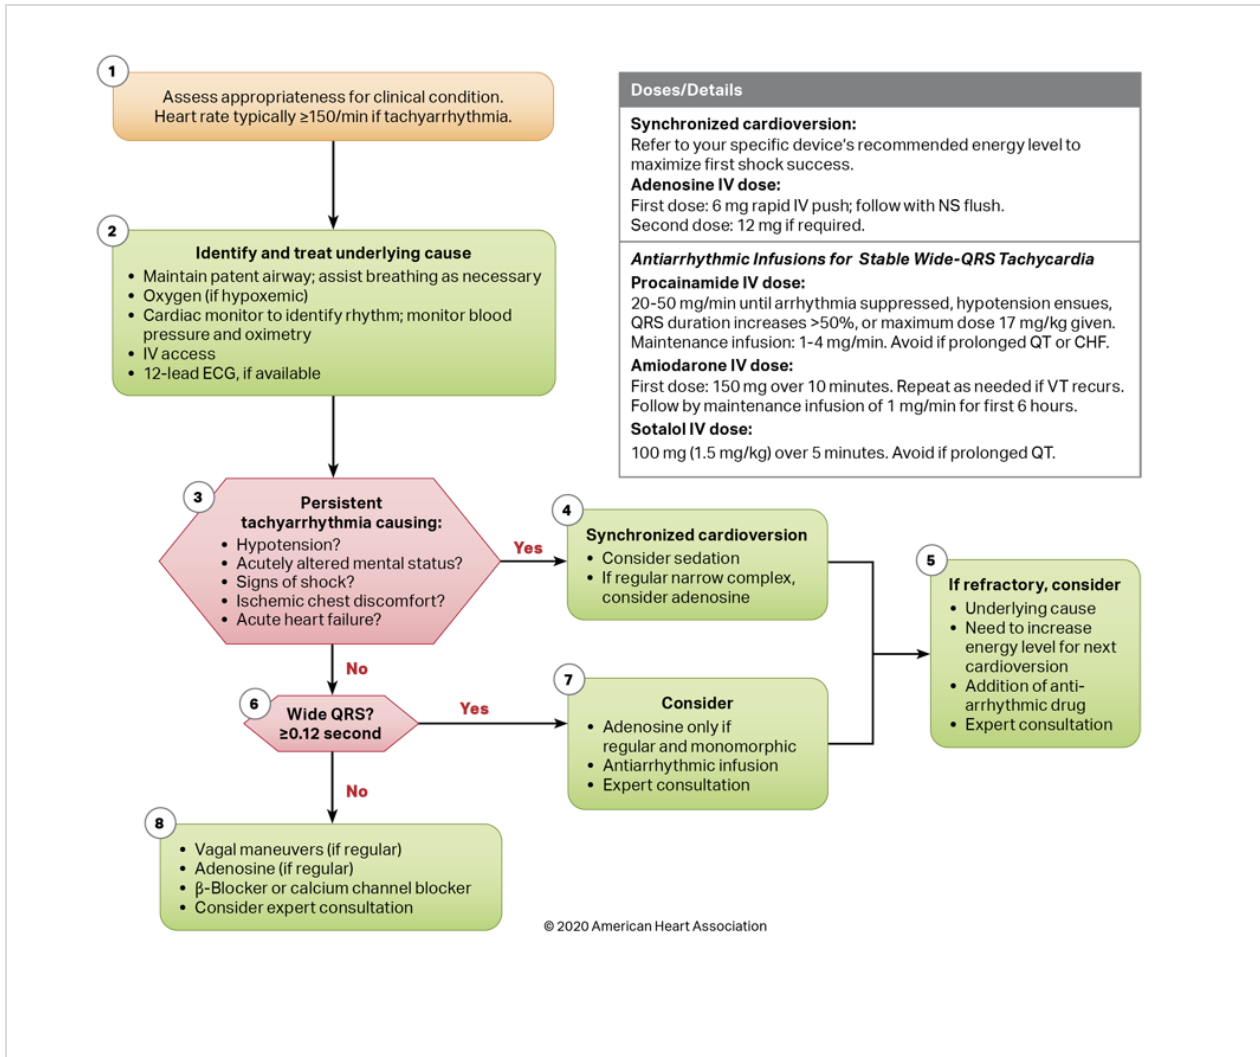 1
Assess appropriateness for clinical condition.
Heart rate typically ≥150/min if tachyarrhythmia.
2
Identify and treat underlying cause
• Maintain patent airway; assist breathing as necessary
• Oxygen (if hypoxemic)
• Cardiac monitor to identify rhythm; monitor blood
pressure and oximetry
• IV access
• 12-lead ECG, if available
3
Persistent
tachyarrhythmia causing:
• Hypotension?
• Acutely altered mental status?
• Signs of shock?
• Ischemic chest discomfort?
• Acute heart failure?
Yes
No
4
Synchronized cardioversion
• Consider sedation
• If regular narrow complex,
consider adenosine
5
If refractory, consider
• Underlying cause
• Need to increase
energy level for next
cardioversion
• Addition of anti-
arrhythmic drug
• Expert consultation
6
Wide QRS?
≥0.12 second
Yes
No
7
Consider
• Adenosine only if
regular and monomorphic
• Antiarrhythmic infusion
• Expert consultation
8
• Vagal maneuvers (if regular)
• Adenosine (if regular)
• β-Blocker or calcium channel blocker
• Consider expert consultation
Doses/Details
Synchronized cardioversion:
Refer to your specific device's recommended energy level to
maximize first shock success.
Adenosine IV dose:
First dose: 6 mg rapid IV push; follow with NS flush.
Second dose: 12 mg if required.
Antiarrhythmic Infusions for Stable Wide-QRS Tachycardia
Procainamide IV dose:
20-50 mg/min until arrhythmia suppressed, hypotension ensues,
QRS duration increases >50%, or maximum dose 17 mg/kg given.
Maintenance infusion: 1-4 mg/min. Avoid if prolonged QT or CHF.
Amiodarone IV dose:
First dose: 150 mg over 10 minutes. Repeat as needed if VT recurs.
Follow by maintenance infusion of 1 mg/min for first 6 hours.
Sotalol IV dose:
100 mg (1.5 mg/kg) over 5 minutes. Avoid if prolonged QT.
© 2020 American Heart Association